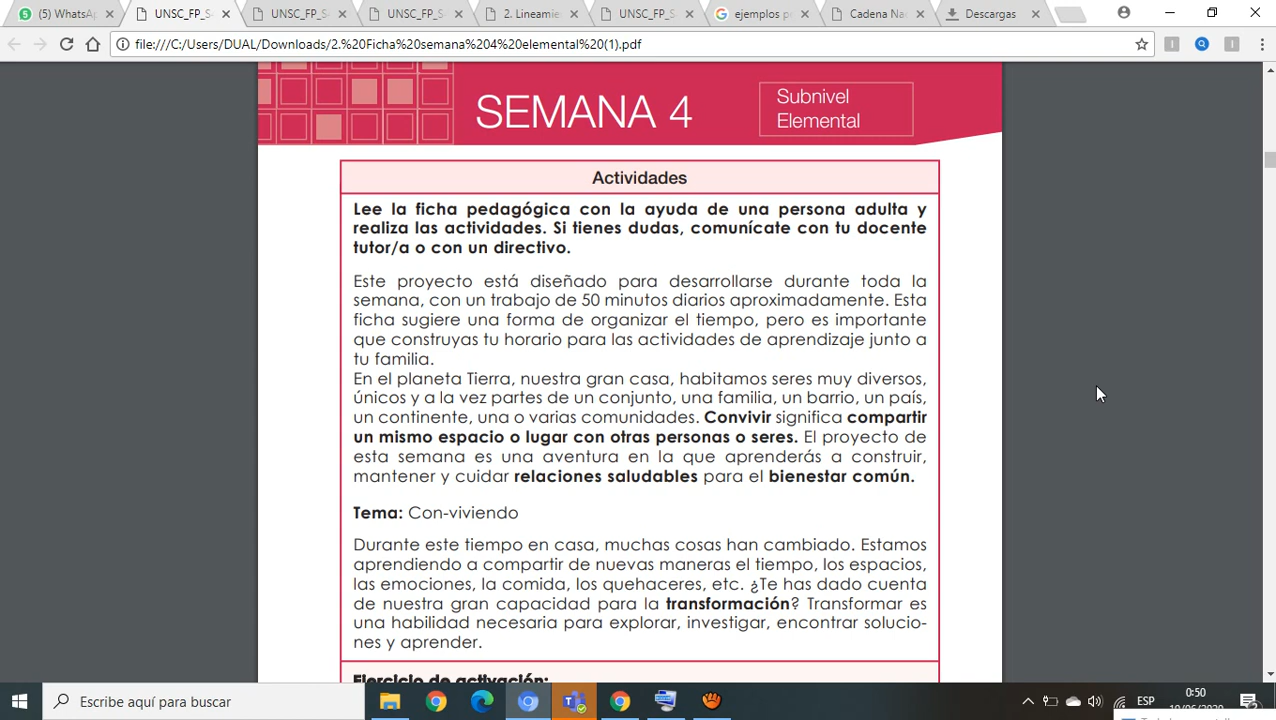 (5) WhatsA
UNSC_FP_S
UNSC_FP_S
UNSC_FP_S
2. Lineamie
UNSC_FP_S
ejemplos p
Cadena Na
Descargas
file:///C:/Users/DUAL/Downloads/2.%20Ficha%20semana%204%20elemental%20(1).pdf
SEMANA 4
Subnivel
Elemental
Actividades
Lee la ficha pedagógica con la ayuda de una persona adulta y
realiza las actividades. Si tienes dudas, comunícate con tu docente
tutor/a o con un directivo.
Este proyecto está diseñado para desarrollarse durante toda la
semana, con un trabajo de 50 minutos diarios aproximadamente. Esta
ficha sugiere una forma de organizar el tiempo, pero es importante
que construyas tu horario para las actividades de aprendizaje junto a
tu familia.
En el planeta Tierra, nuestra gran casa, habitamos seres muy diversos,
únicos y a la vez partes de un conjunto, una familia, un barrio, un país,
un continente, una o varias comunidades. Convivir significa compartir
un mismo espacio o lugar con otras personas o seres. El proyecto de
esta semana es una aventura en la que aprenderás a construir,
mantener y cuidar relaciones saludables para el bienestar común.
Tema: Con-viviendo
Durante este tiempo en casa, muchas cosas han cambiado. Estamos
aprendiendo a compartir de nuevas maneras el tiempo, los espacios,
las emociones, la comida, los quehaceres, etc. ¿Te has dado cuenta
de nuestra gran capacidad para la transformación? Transformar es
una habilidad necesaria para explorar, investigar, encontrar solucio-
nes y aprender.
Ejercicio de activación:
Escribe aquí para buscar
ESP
0:50
10/06/2020